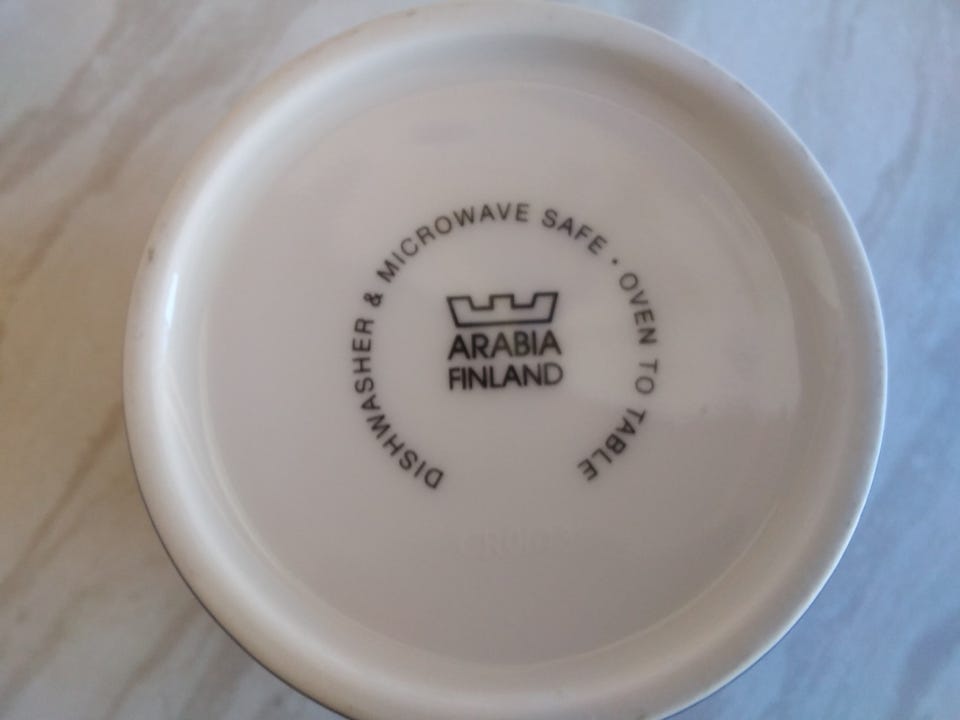 DISHWASHER & MICROWAVE SAFE · OVEN TO TABLE
ARABIA
FINLAND